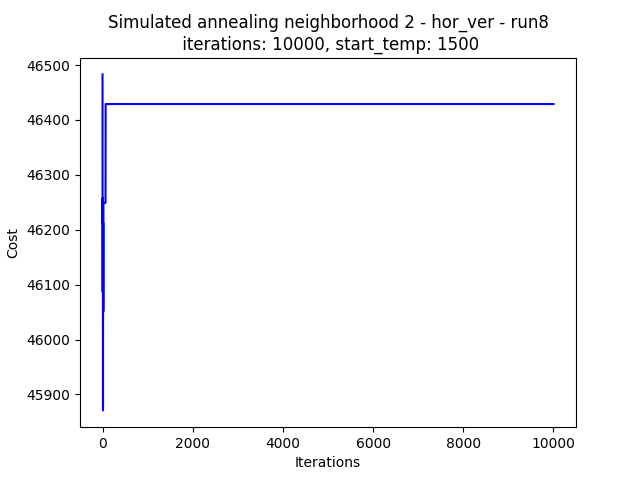 Simulated annealing neighborhood 2 - hor_ver - run8
iterations: 10000, start_temp: 1500
46500
46400
46300
46200
46100
46000
45900
Cost
0 2000 4000 6000 8000 10000
Iterations